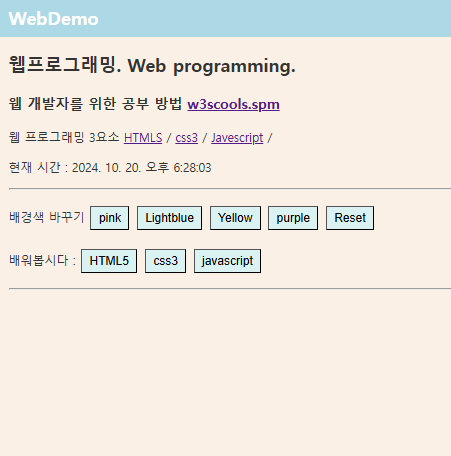 WebDemo
웹프로그래밍. Web programming.
웹 개발자를 위한 공부 방법 w3scools.spm
웹 프로그래밍 3요소 HTMLS / css3 / Javescript /
현재 시간 : 2024. 10. 20. 오후 6:28:03
배경색 바꾸기 pink Lightblue Yellow purple Reset
배워봅시다 : HTML5 css3 javascript